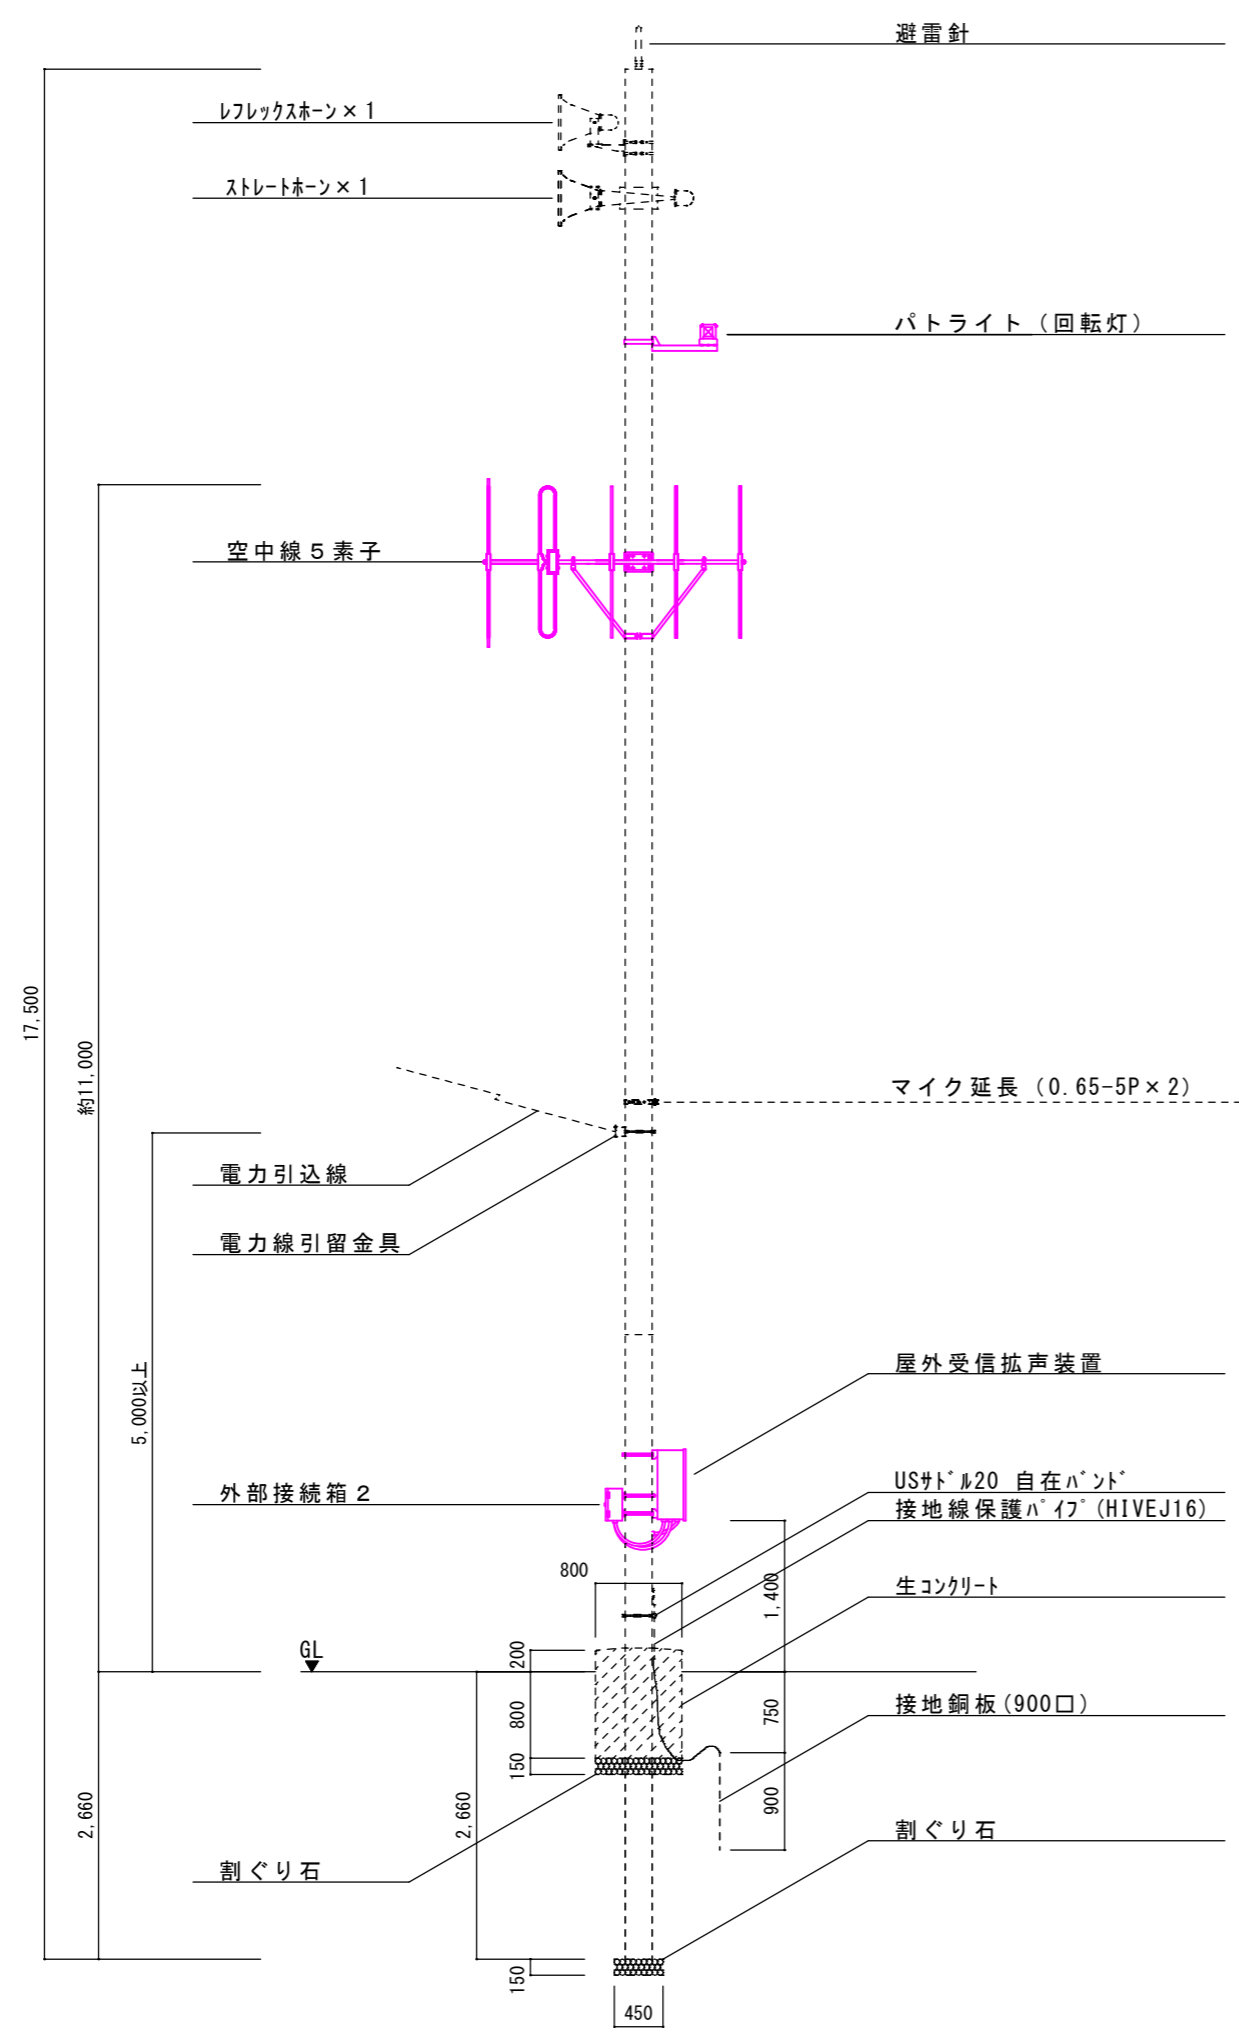 避雷針
レフレックスホーン×１
ストレートホーン×１
パトライト（回転灯）
空中線５素子
17,500
約11,000
マイク延長（0.65-5P×2）
電力引込線
電力線引留金具
5,000以上
屋外受信拡声装置
外部接続箱２
USサドル20 自在バンド
接地線保護パイプ(HIVEJ16)
800
1,400
生コンクリート
GL
200
800
750
接地銅板(900口)
150
900
2,660
2,660
割ぐり石
割ぐり石
150
450